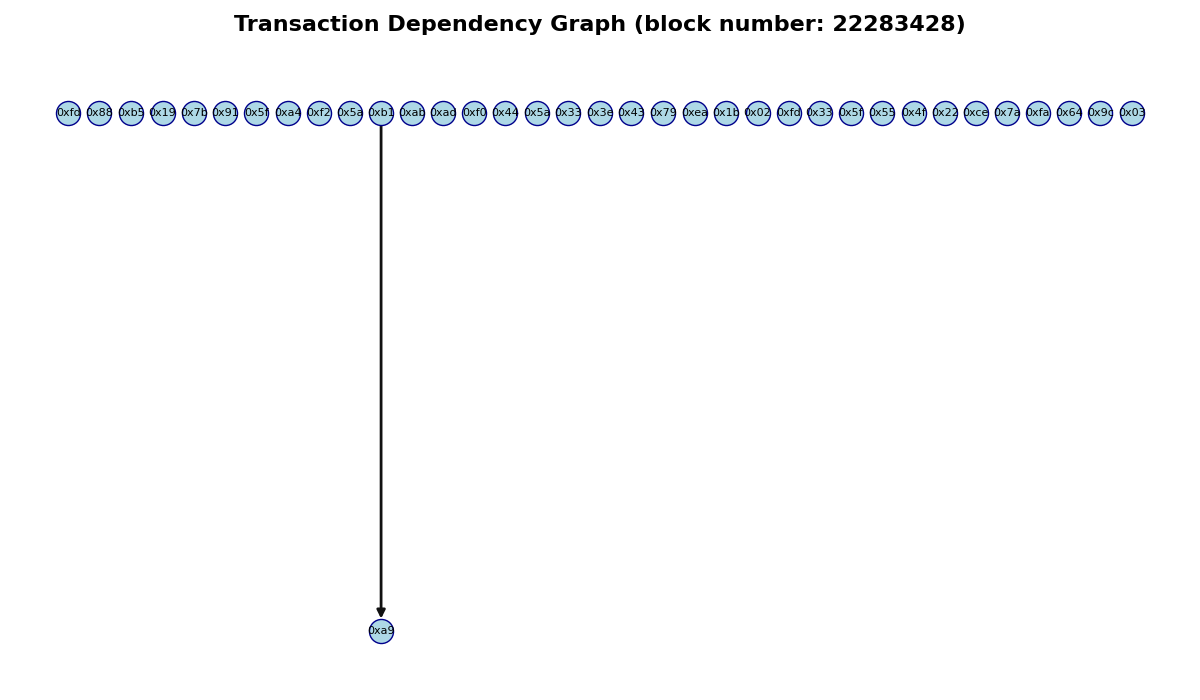 Transaction Dependency Graph (block number: 22283428)
0xfd 0x88 0xb5 0x19 0x7b 0x91 0x5f 0xa4 0xf2 0x5a 0xb1 0xab 0xad 0xf0 0x44 0x5a 0x33 0x3e 0x43 0x79 0xea 0x1b 0x02 0xfd 0x33 0x5f 0x55 0x4f 0x22 0xce 0x7a 0xfa 0x64 0x9c 0x03
0xa9